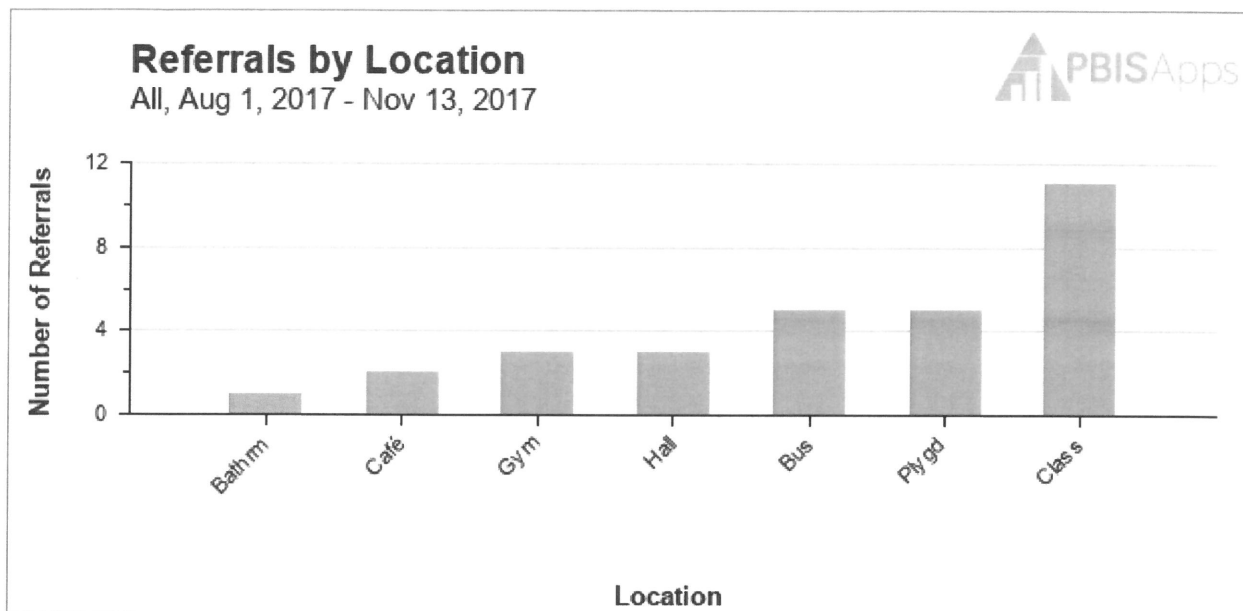 Referrals by Location
All, Aug 1, 2017 - Nov 13, 2017
PBISApps
Number of Referrals
12
8
4
0
Bathrm
Café
Gym
Hall
Bus
Plygd
Class
Location